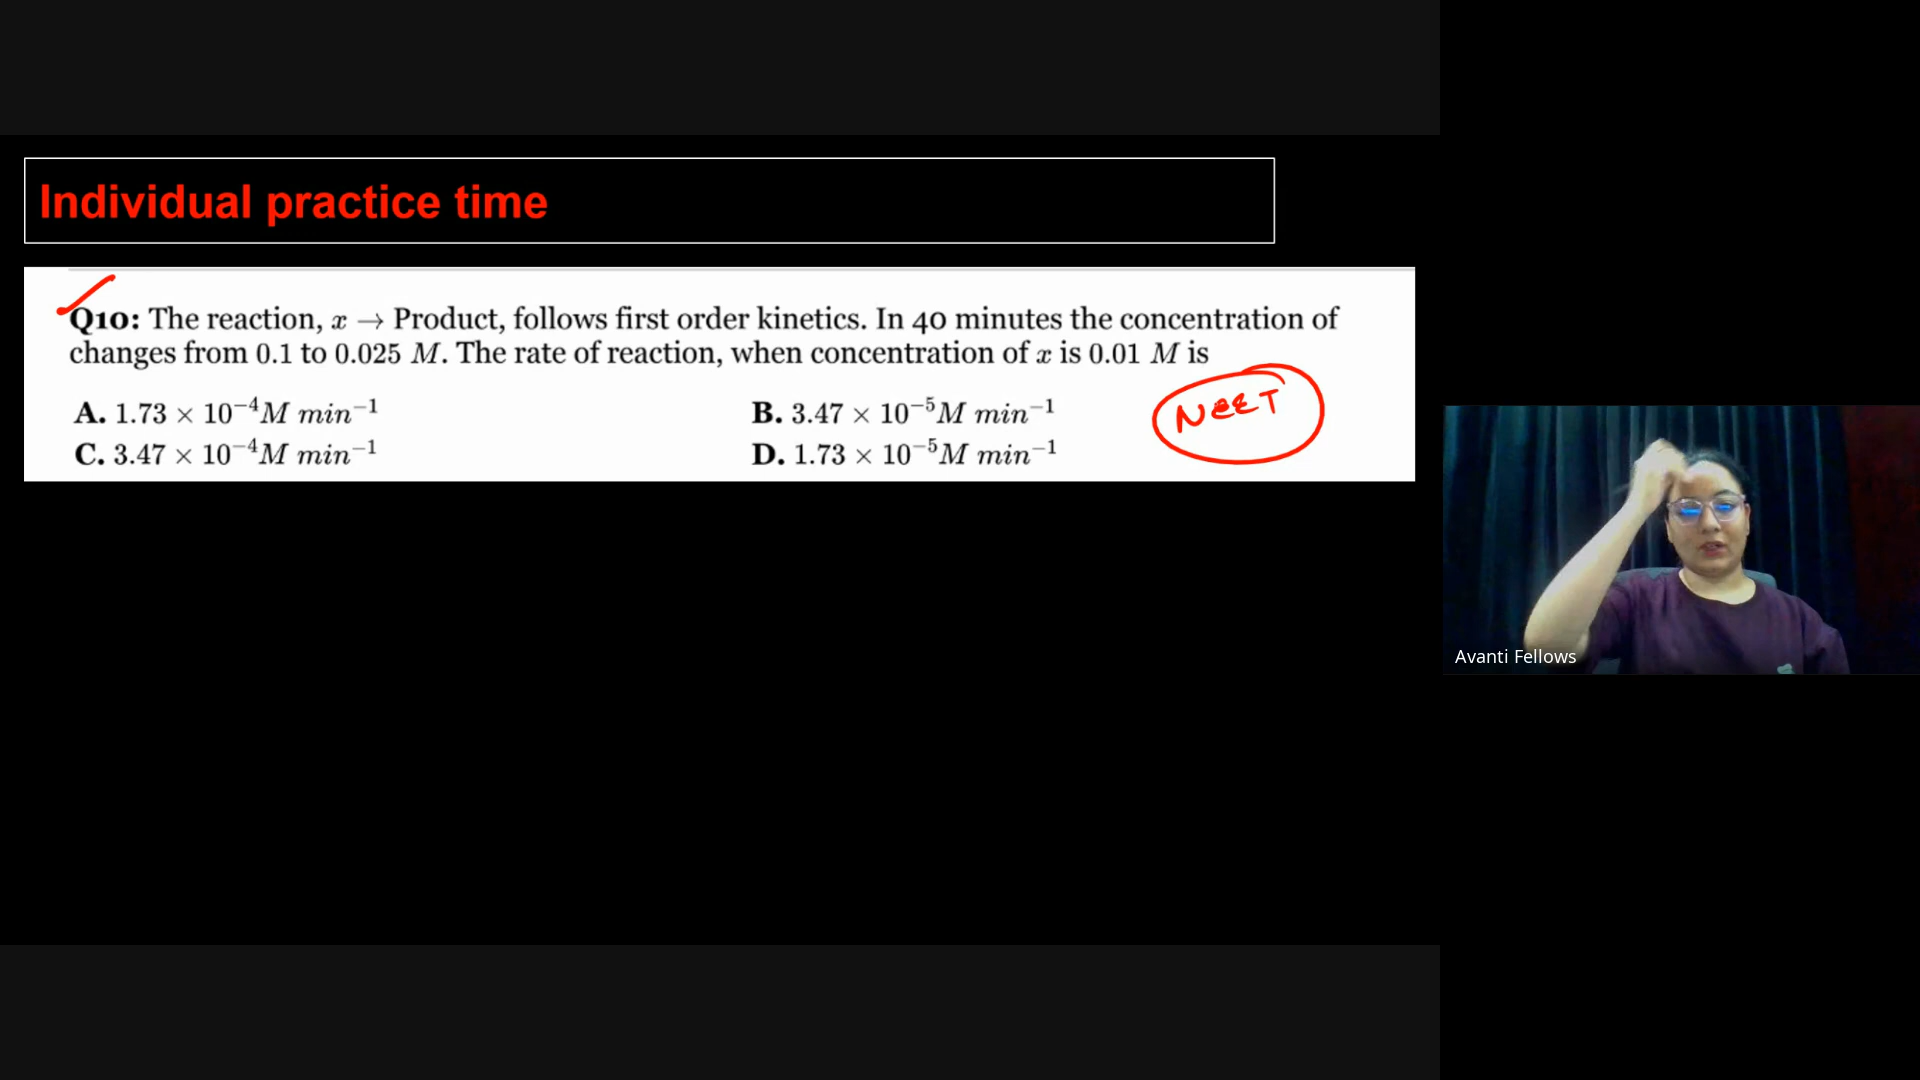 Individual practice time
Q10: The reaction, x → Product, follows first order kinetics. In 40 minutes the concentration of
changes from 0.1 to 0.025 M. The rate of reaction, when concentration of x is 0.01 M is
A. 1.73 × 10⁻⁴M min⁻¹ B. 3.47 × 10⁻⁵M min⁻¹
NEET
C. 3.47 × 10⁻⁴M min⁻¹ D. 1.73 × 10⁻⁵M min⁻¹
Avanti Fellows